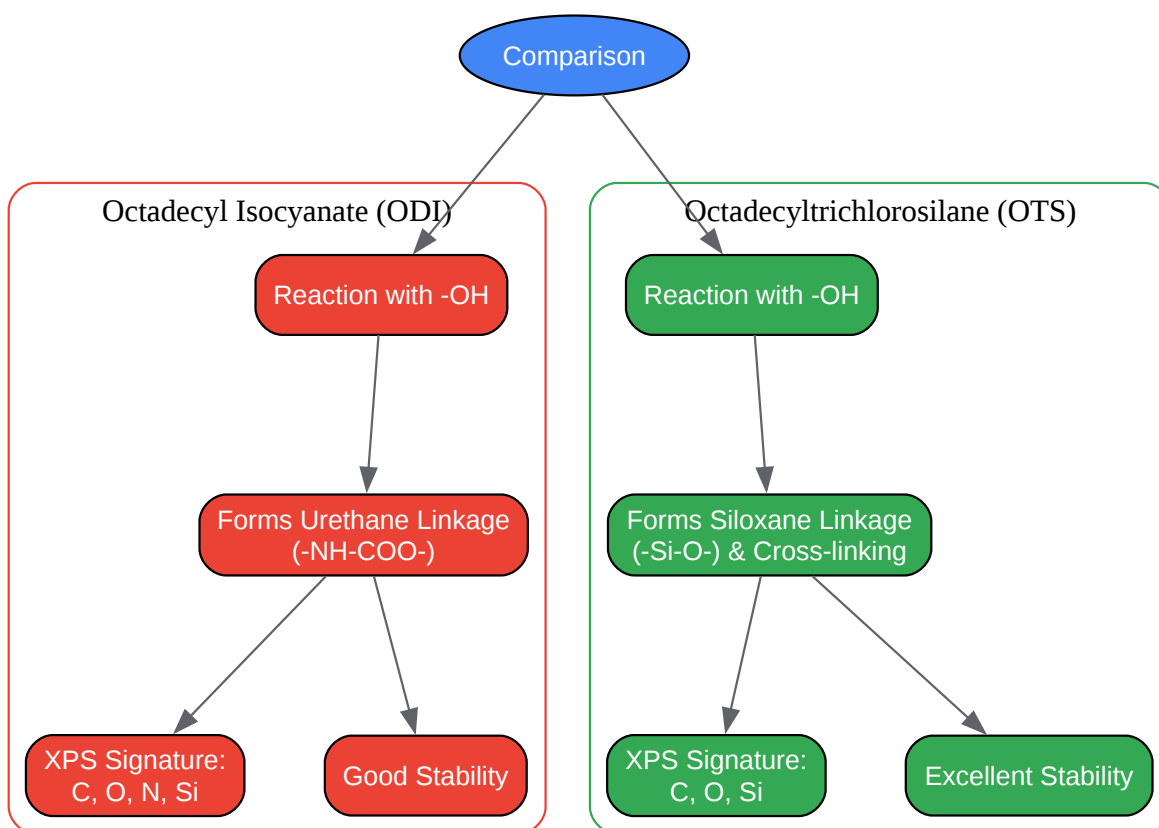 Comparison
Octadecyl Isocyanate (ODI)
Octadecyltrichlorosilane (OTS)
Reaction with -OH
Reaction with -OH
Forms Urethane Linkage
(-NH-COO-)
Forms Siloxane Linkage
(-Si-O-) & Cross-linking
XPS Signature:
C, O, N, Si
Good Stability
XPS Signature:
C, O, Si
Excellent Stability